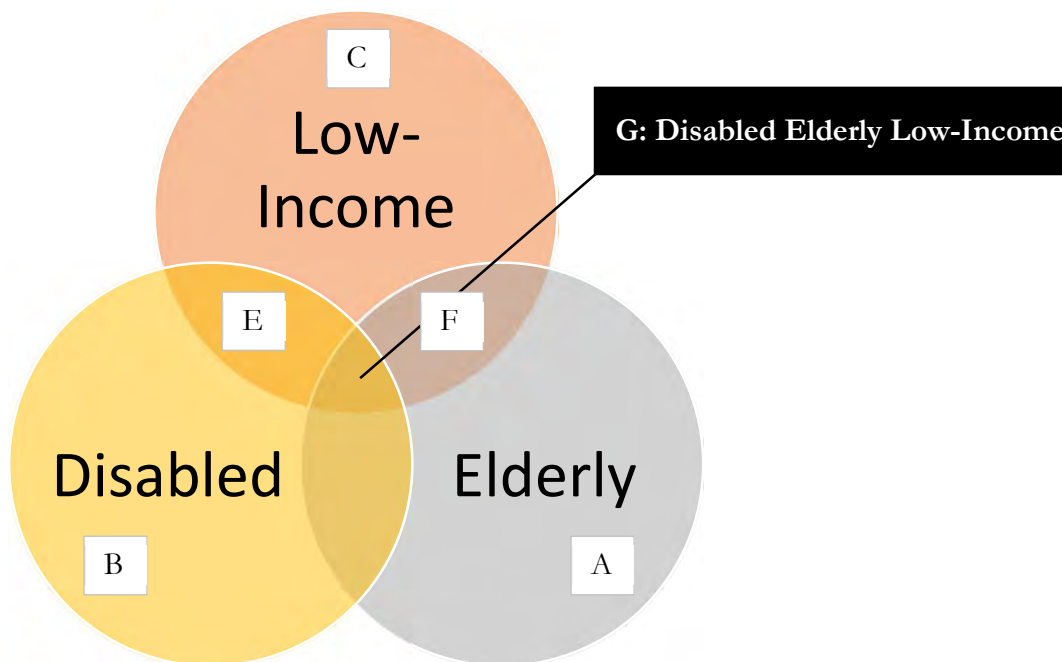 C
Low-
Income
G: Disabled Elderly Low-Income
E
F
Disabled
Elderly
B
A